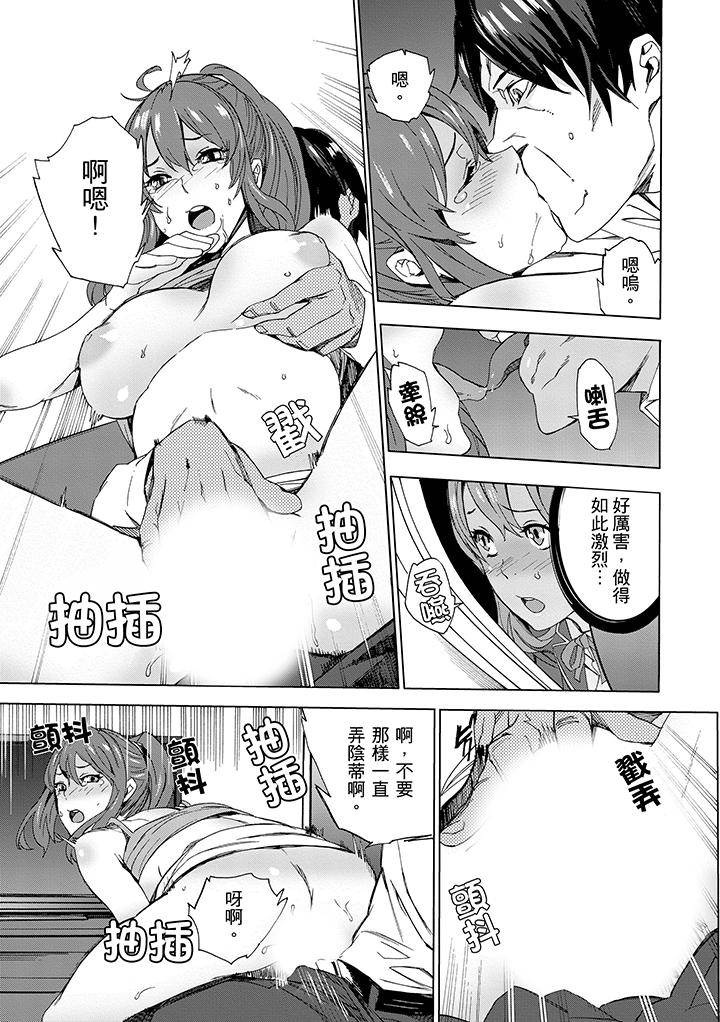 嗯。
嗯嗚。
喇舌
牽絲
好厲害，做得
如此激烈…
吞嚥
啊嗯！
戳
抽插
抽插
戳弄
顫抖
啊，不要
那樣一直
弄陰蒂啊。
抽插
顫抖
顫抖
呀啊。
抽插